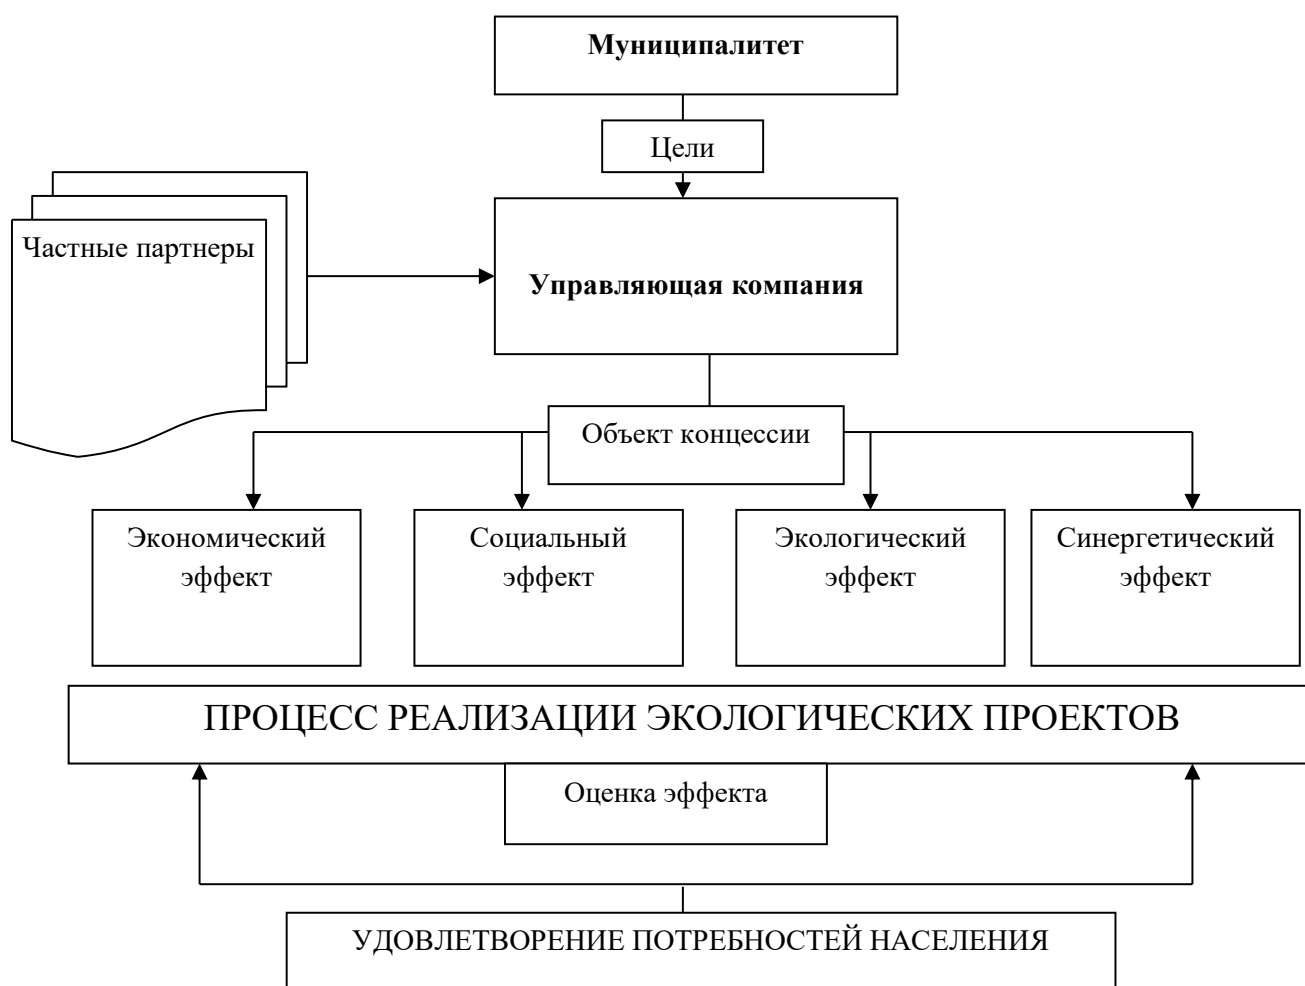 Муниципалитет
Цели
Частные партнеры
Управляющая компания
Объект концессии
Экономический
эффект
Социальный
эффект
Экологический
эффект
Синергетический
эффект
ПРОЦЕСС РЕАЛИЗАЦИИ ЭКОЛОГИЧЕСКИХ ПРОЕКТОВ
Оценка эффекта
УДОВЛЕТВОРЕНИЕ ПОТРЕБНОСТЕЙ НАСЕЛЕНИЯ